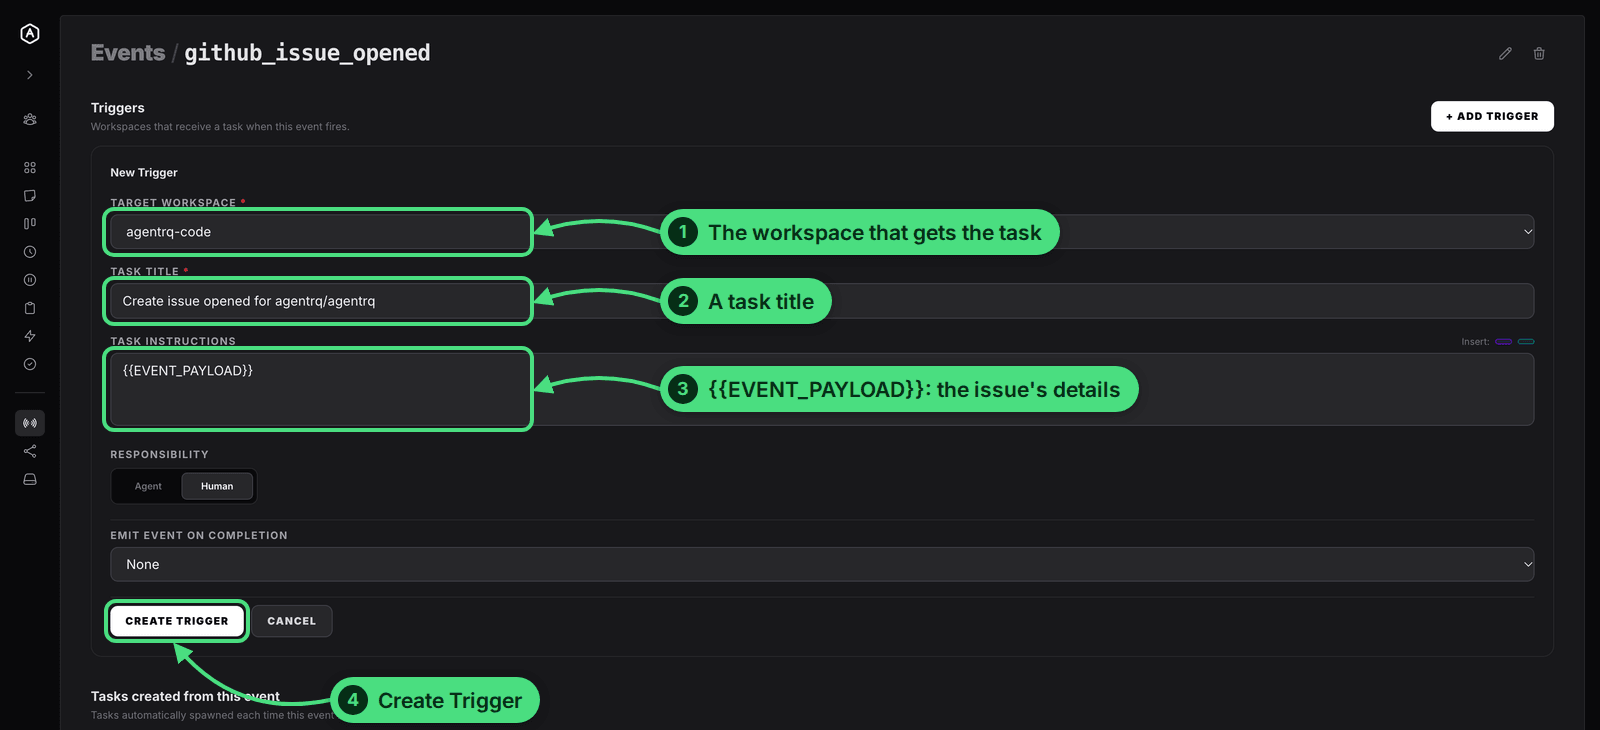 Events / github_issue_opened
Triggers
Workspaces that receive a task when this event fires.
+ ADD TRIGGER
New Trigger
TARGET WORKSPACE *
agentrq-code
1 The workspace that gets the task
TASK TITLE *
Create issue opened for agentrq/agentrq
2 A task title
TASK INSTRUCTIONS
Insert:
{{EVENT_PAYLOAD}}
3 {{EVENT_PAYLOAD}}: the issue's details
RESPONSIBILITY
Agent
Human
EMIT EVENT ON COMPLETION
None
CREATE TRIGGER
CANCEL
4 Create Trigger
Tasks created from this event
Tasks automatically spawned each time this event